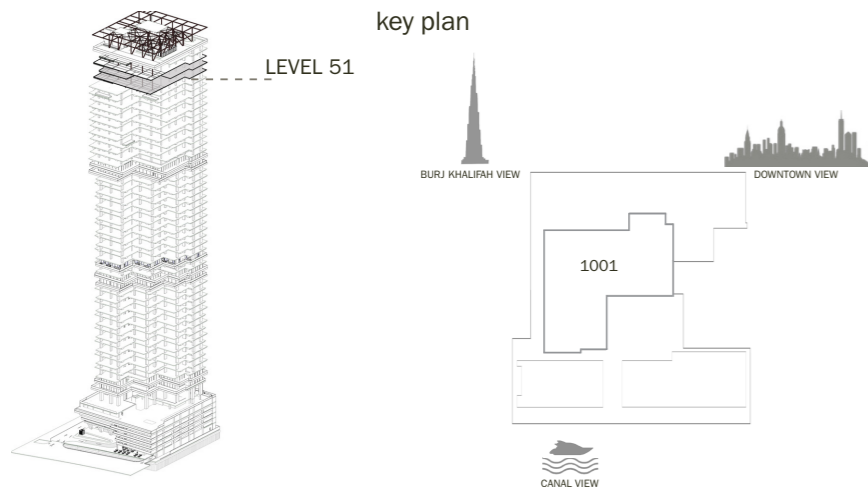 key plan
LEVEL 51
BURJ KHALIFAH VIEW
DOWNTOWN VIEW
1001
CANAL VIEW